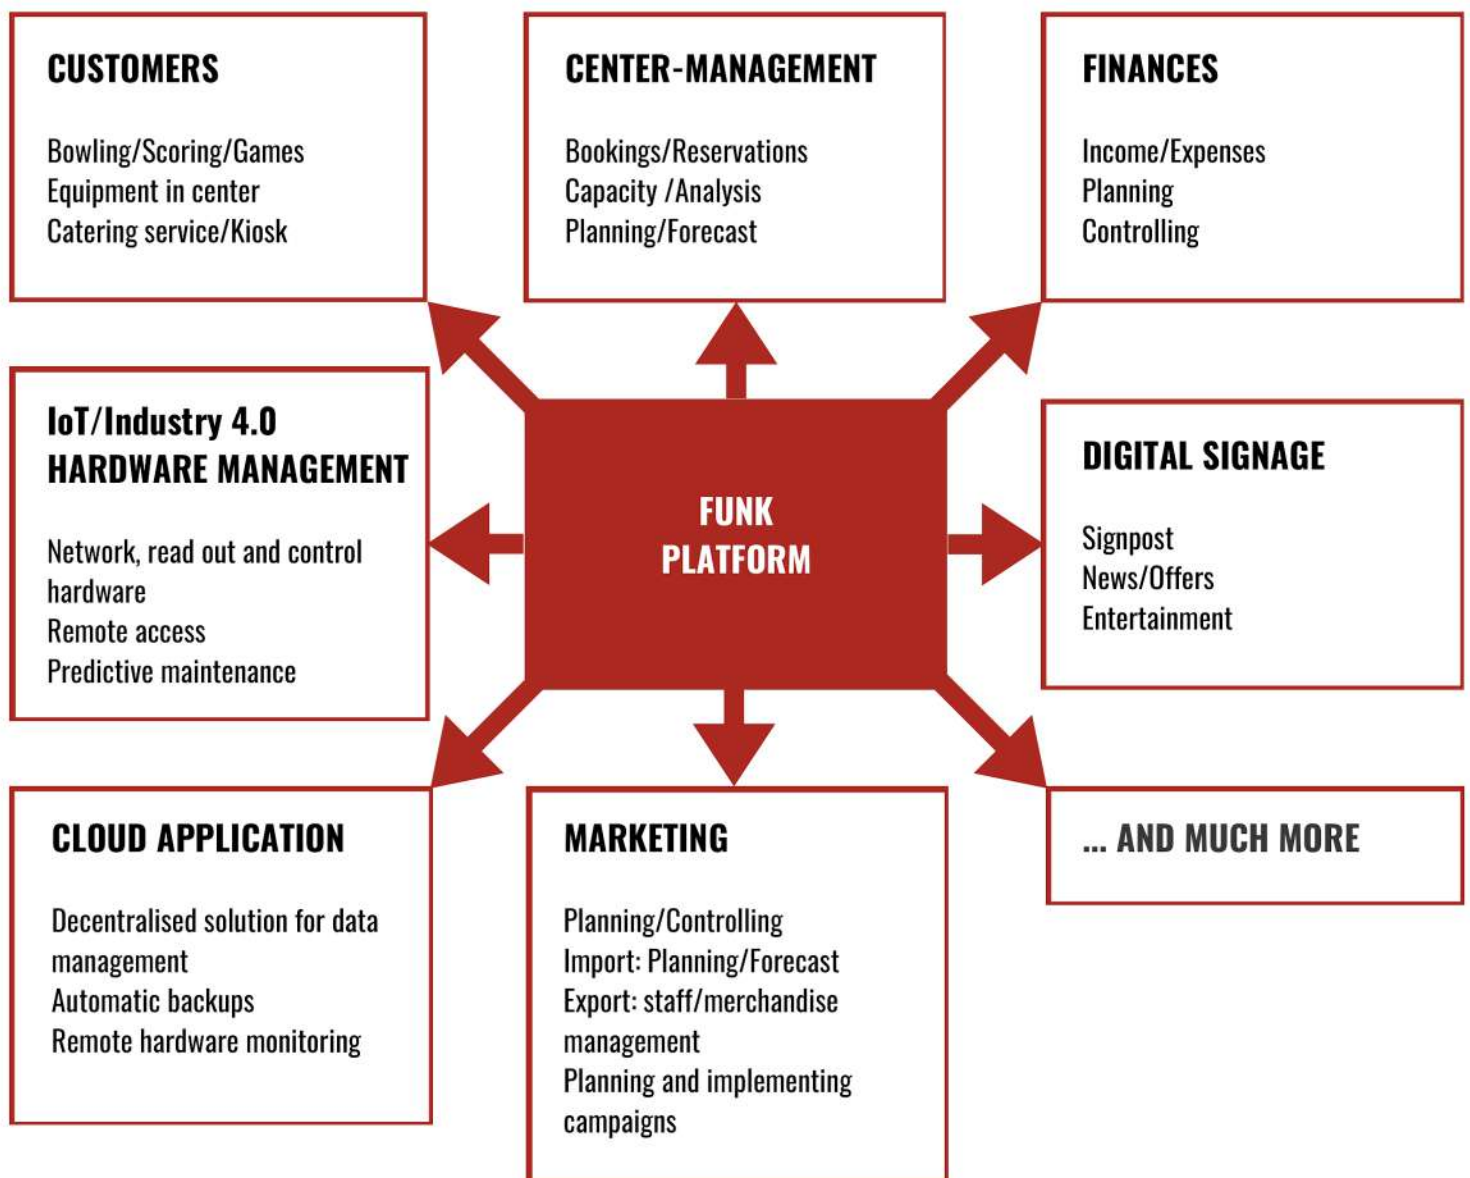 CUSTOMERS
Bowling/Scoring/Games
Equipment in center
Catering service/Kiosk
CENTER-MANAGEMENT
Bookings/Reservations
Capacity /Analysis
Planning/Forecast
FINANCES
Income/Expenses
Planning
Controlling
IoT/Industry 4.0
HARDWARE MANAGEMENT
Network, read out and control
hardware
Remote access
Predictive maintenance
FUNK
PLATFORM
DIGITAL SIGNAGE
Signpost
News/Offers
Entertainment
CLOUD APPLICATION
Decentralised solution for data
management
Automatic backups
Remote hardware monitoring
MARKETING
Planning/Controlling
Import: Planning/Forecast
Export: staff/merchandise
management
Planning and implementing
campaigns
... AND MUCH MORE